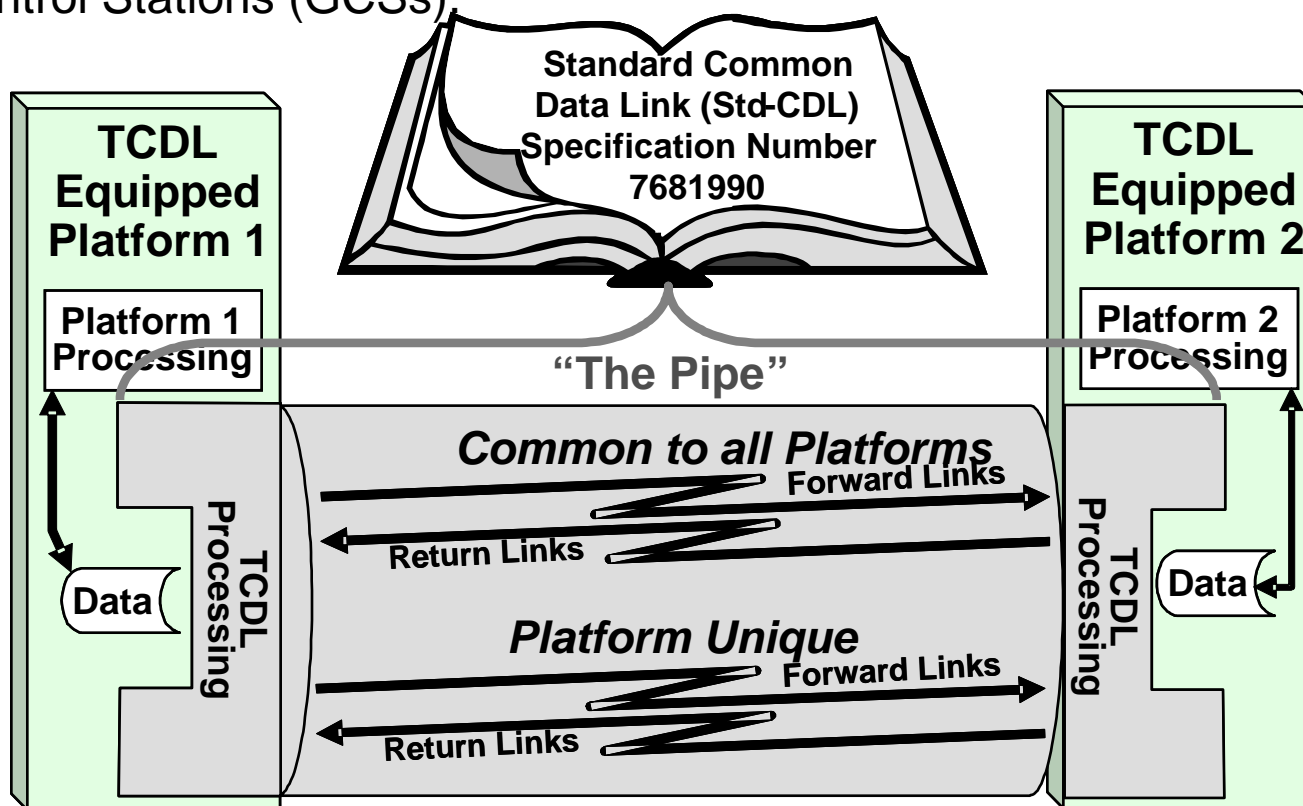 ntrol Stations (GCSs).
Standard Common
Data Link (Std-CDL)
Specification Number
7681990
TCDL
Equipped
Platform 1
TCDL
Equipped
Platform 2
Platform 1
Processing
Platform 2
Processing
“The Pipe”
Common to all Platforms
Forward Links
Return Links
TCDL
Processing
Data
TCDL
Processing
Data
Platform Unique
Forward Links
Return Links